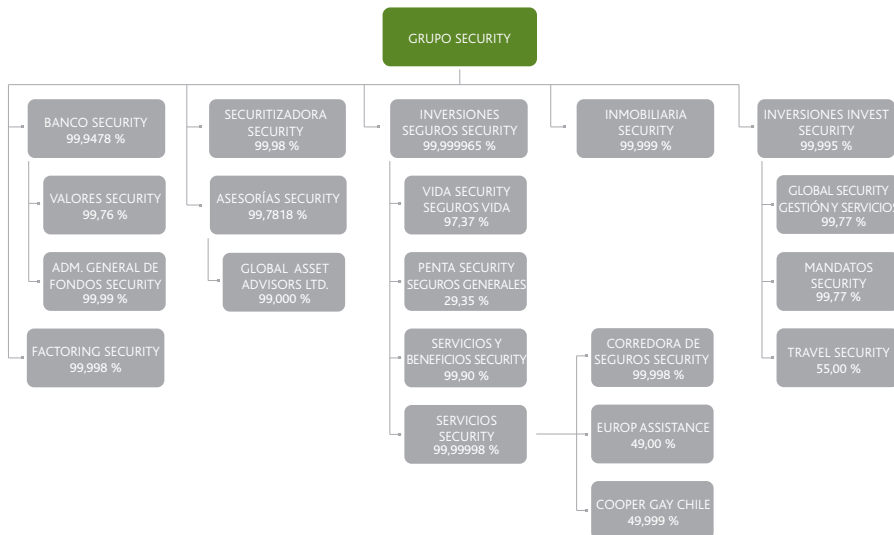 GRUPO SECURITY
BANCO SECURITY
99,9478 %
VALORES SECURITY
99,76 %
ADM. GENERAL DE
FONDOS SECURITY
99,99 %
FACTORING SECURITY
99,998 %
SECURITIZADORA
SECURITY
99,98 %
ASESORÍAS SECURITY
99,7818 %
GLOBAL ASSET
ADVISORS LTD.
99,000 %
INVERSIONES
SEGUROS SECURITY
99,999965 %
VIDA SECURITY
SEGUROS VIDA
97,37 %
PENTA SECURITY
SEGUROS GENERALES
29,35 %
SERVICIOS Y
BENEFICIOS SECURITY
99,90 %
SERVICIOS
SECURITY
99,99998 %
CORREDORA DE
SEGUROS SECURITY
99,998 %
EUROP ASSISTANCE
49,00 %
COOPER GAY CHILE
49,999 %
INMOBILIARIA
SECURITY
99,999 %
INVERSIONES INVEST
SECURITY
99,995 %
GLOBAL SECURITY
GESTIÓN Y SERVICIOS
99,77 %
MANDATOS
SECURITY
99,77 %
TRAVEL SECURITY
55,00 %